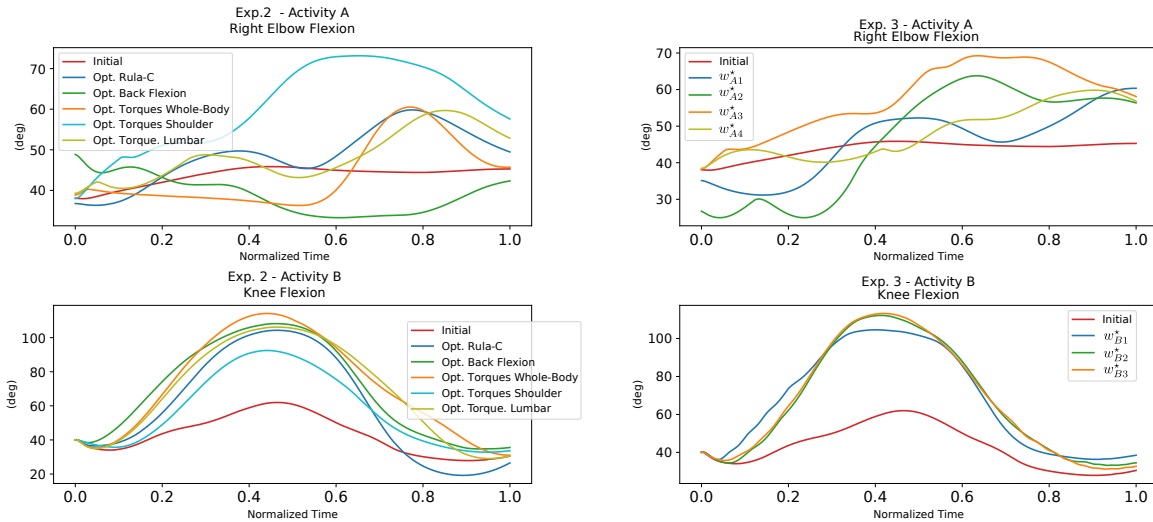 Exp.2 - Activity A
Right Elbow Flexion
(deg)
70
60
50
40
Initial
Opt. Rula-C
Opt. Back Flexion
Opt. Torques Whole-Body
Opt. Torques Shoulder
Opt. Torque. Lumbar
0.0 0.2 0.4 0.6 0.8 1.0
Normalized Time
Exp. 3 - Activity A
Right Elbow Flexion
(deg)
70
60
50
40
30
Initial
w*A1
w*A2
w*A3
w*A4
0.0 0.2 0.4 0.6 0.8 1.0
Normalized Time
Exp. 2 - Activity B
Knee Flexion
(deg)
100
80
60
40
20
Initial
Opt. Rula-C
Opt. Back Flexion
Opt. Torques Whole-Body
Opt. Torques Shoulder
Opt. Torque. Lumbar
0.0 0.2 0.4 0.6 0.8 1.0
Normalized Time
Exp. 3 - Activity B
Knee Flexion
(deg)
100
80
60
40
Initial
w*B1
w*B2
w*B3
0.0 0.2 0.4 0.6 0.8 1.0
Normalized Time